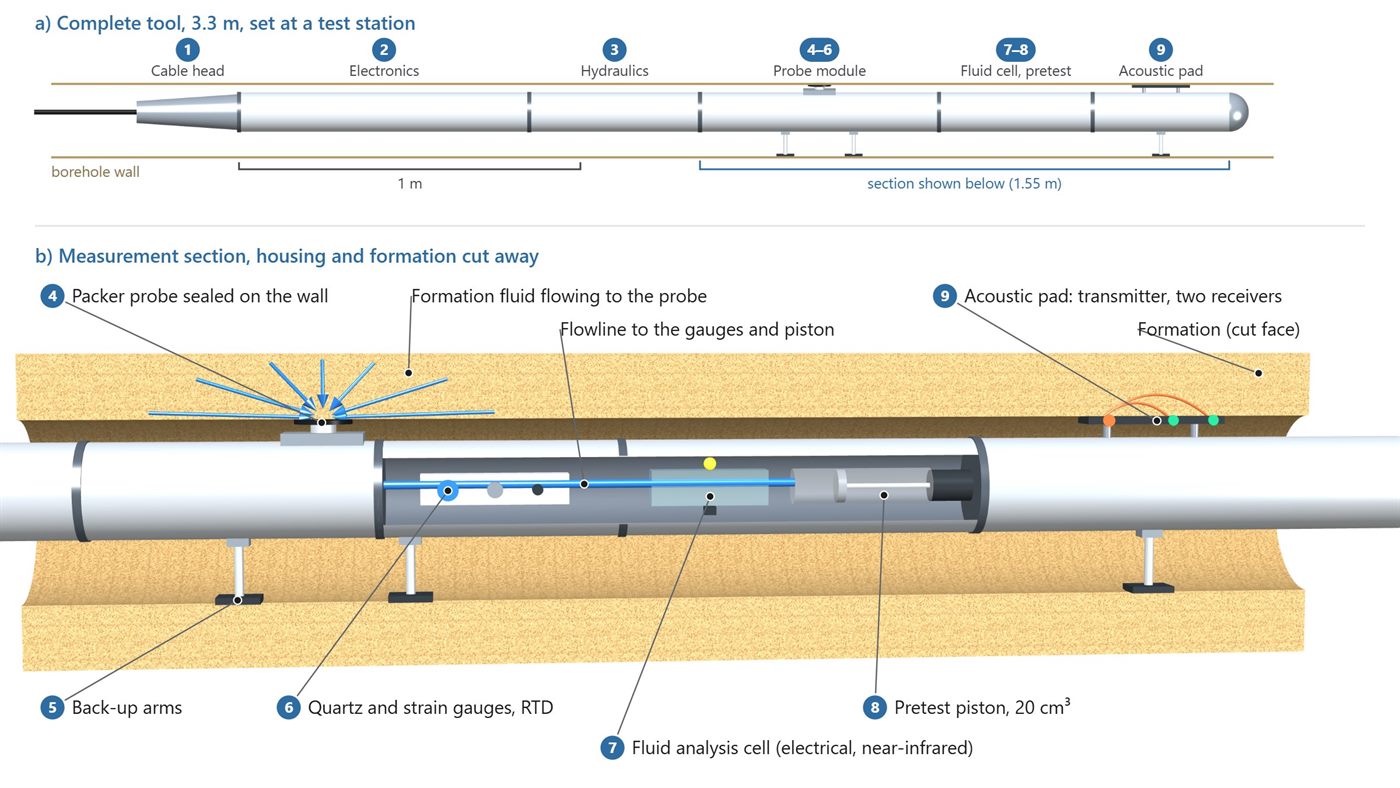 a) Complete tool, 3.3 m, set at a test station
1 2 3 4–6 7–8 9
Cable head Electronics Hydraulics Probe module Fluid cell, pretest Acoustic pad
borehole wall
1 m
section shown below (1.55 m)
b) Measurement section, housing and formation cut away
4 Packer probe sealed on the wall
Formation fluid flowing to the probe
9 Acoustic pad: transmitter, two receivers
Flowline to the gauges and piston
Formation (cut face)
5 Back-up arms
6 Quartz and strain gauges, RTD
8 Pretest piston, 20 cm³
7 Fluid analysis cell (electrical, near-infrared)